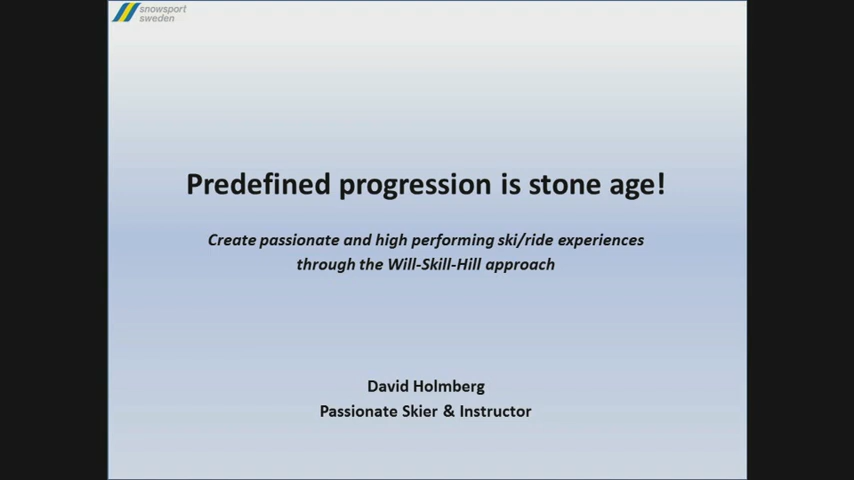 snowsport
sweden
Predefined progression is stone age!
Create passionate and high performing ski/ride experiences
through the Will-Skill-Hill approach
David Holmberg
Passionate Skier & Instructor